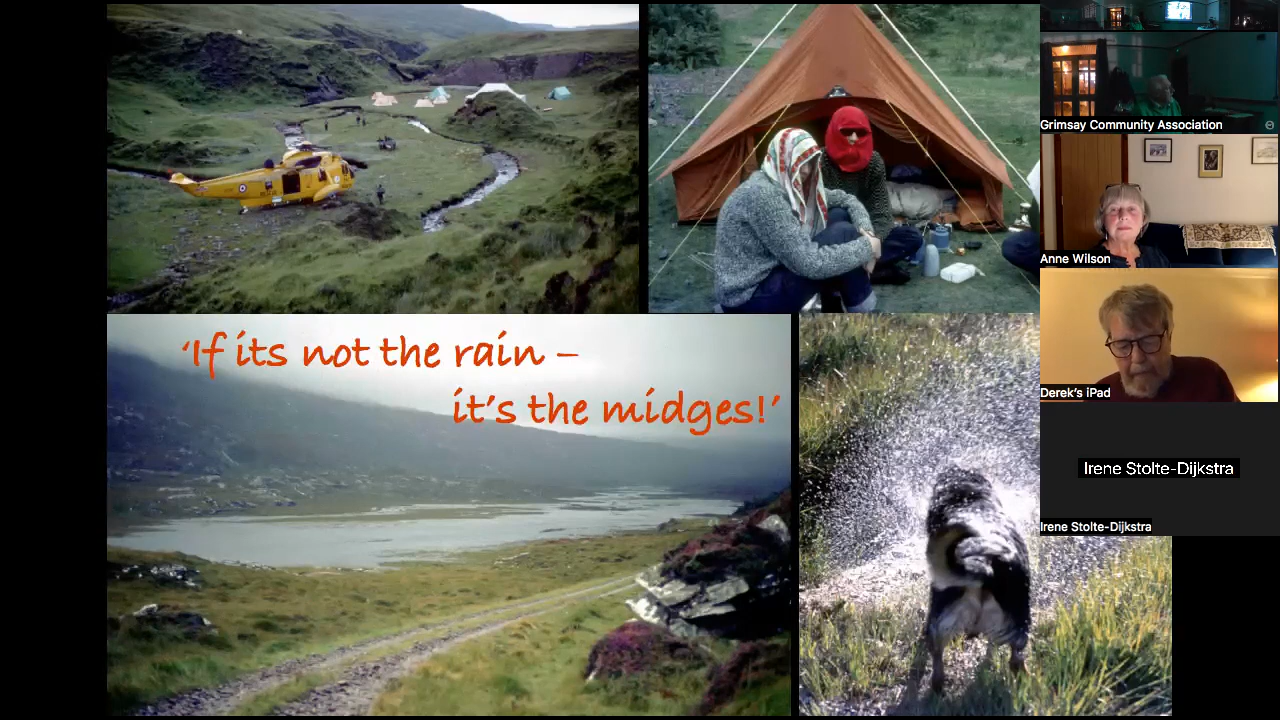 ‘If its not the rain –
it’s the midges!’
Grimsay Community Association
Anne Wilson
Derek’s iPad
Irene Stolte-Dijkstra
Irene Stolte-Dijkstra